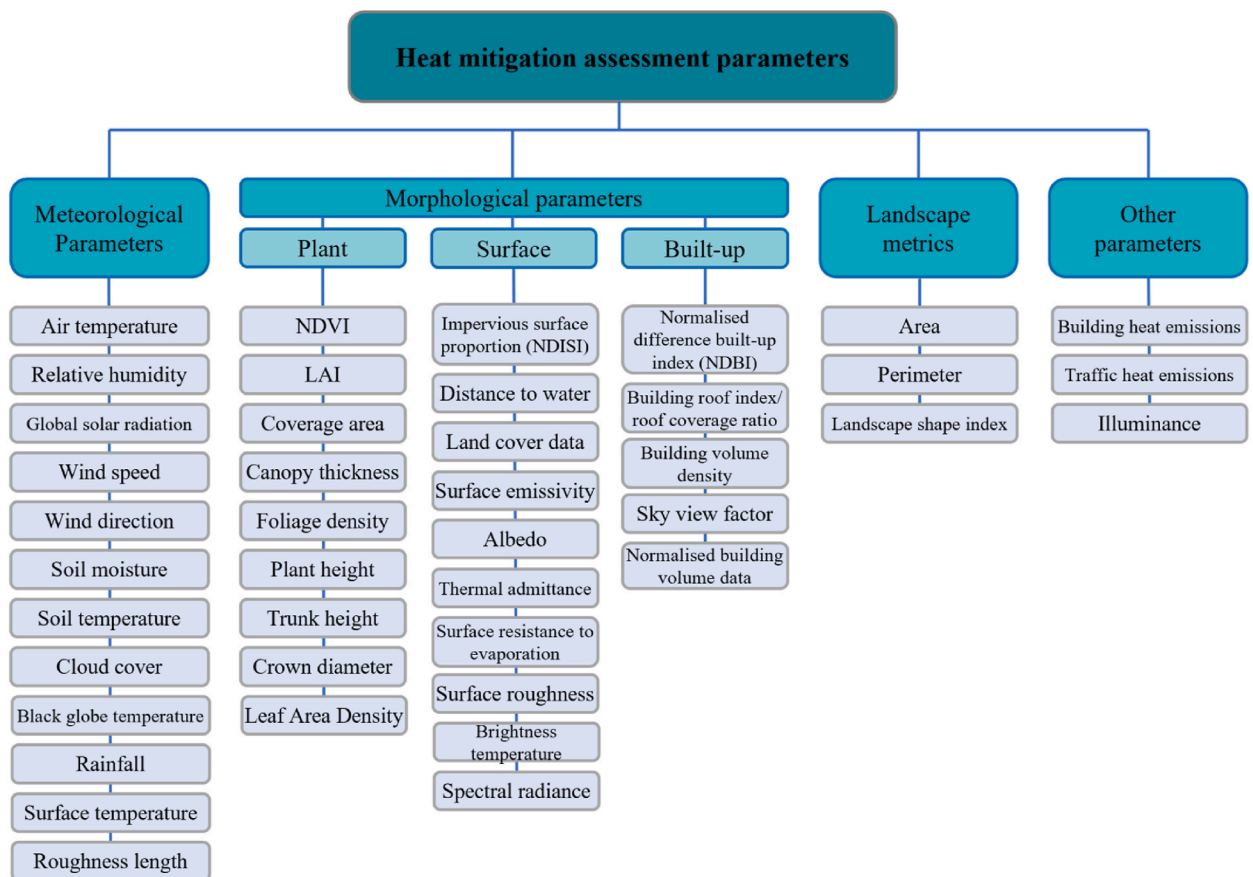 Heat mitigation assessment parameters
Meteorological
Parameters
Air temperature
Relative humidity
Global solar radiation
Wind speed
Wind direction
Soil moisture
Soil temperature
Cloud cover
Black globe temperature
Rainfall
Surface temperature
Roughness length
Morphological parameters
Plant
NDVI
LAI
Coverage area
Canopy thickness
Foliage density
Plant height
Trunk height
Crown diameter
Leaf Area Density
Surface
Impervious surface
proportion (NDISI)
Distance to water
Land cover data
Surface emissivity
Albedo
Thermal admittance
Surface resistance to
evaporation
Surface roughness
Brightness
temperature
Spectral radiance
Built-up
Normalised
difference built-up
index (NDBI)
Building roof index/
roof coverage ratio
Building volume
density
Sky view factor
Normalised building
volume data
Landscape
metrics
Area
Perimeter
Landscape shape index
Other
parameters
Building heat emissions
Traffic heat emissions
Illuminance